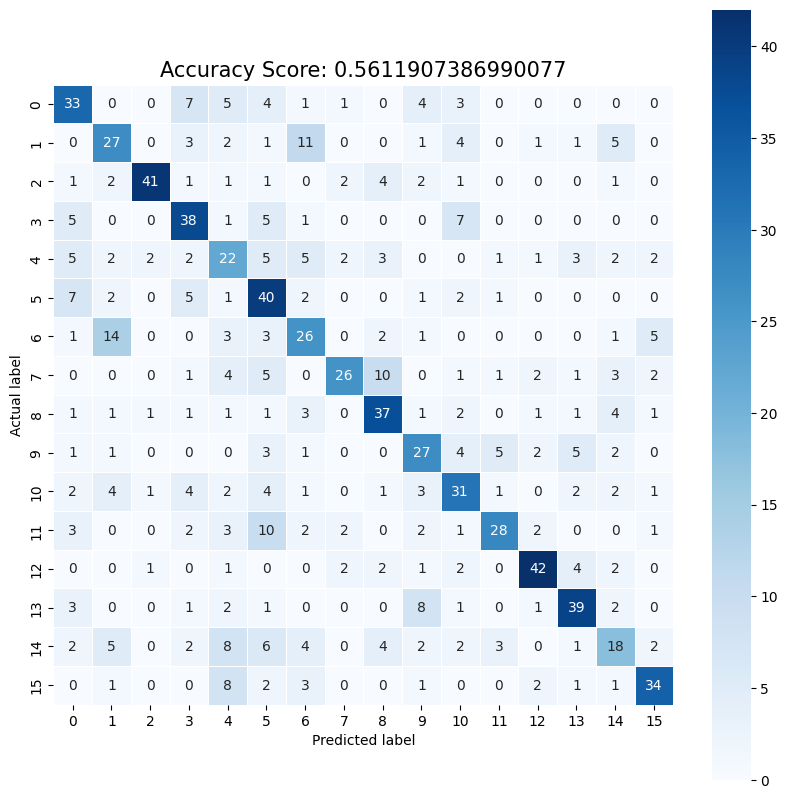 Accuracy Score: 0.5611907386990077
0 33 0 0 7 5 4 1 1 0 4 3 0 0 0 0 0
1 0 27 0 3 2 1 11 0 0 1 4 0 1 1 5 0
2 1 2 41 1 1 1 0 2 4 2 1 0 0 0 1 0
3 5 0 0 38 1 5 1 0 0 0 7 0 0 0 0 0
4 5 2 2 2 22 5 5 2 3 0 0 1 1 3 2 2
5 7 2 0 5 1 40 2 0 0 1 2 1 0 0 0 0
6 1 14 0 0 3 3 26 0 2 1 0 0 0 0 1 5
7 0 0 0 1 4 5 0 26 10 0 1 1 2 1 3 2
8 1 1 1 1 1 1 3 0 37 1 2 0 1 1 4 1
9 1 1 0 0 0 3 1 0 0 27 4 5 2 5 2 0
10 2 4 1 4 2 4 1 0 1 3 31 1 0 2 2 1
11 3 0 0 2 3 10 2 2 0 2 1 28 2 0 0 1
12 0 0 1 0 1 0 0 2 2 1 2 0 42 4 2 0
13 3 0 0 1 2 1 0 0 0 8 1 0 1 39 2 0
14 2 5 0 2 8 6 4 0 4 2 2 3 0 1 18 2
15 0 1 0 0 8 2 3 0 0 1 0 0 2 1 1 34
0 1 2 3 4 5 6 7 8 9 10 11 12 13 14 15
Predicted label
Actual label
40
35
30
25
20
15
10
5
0